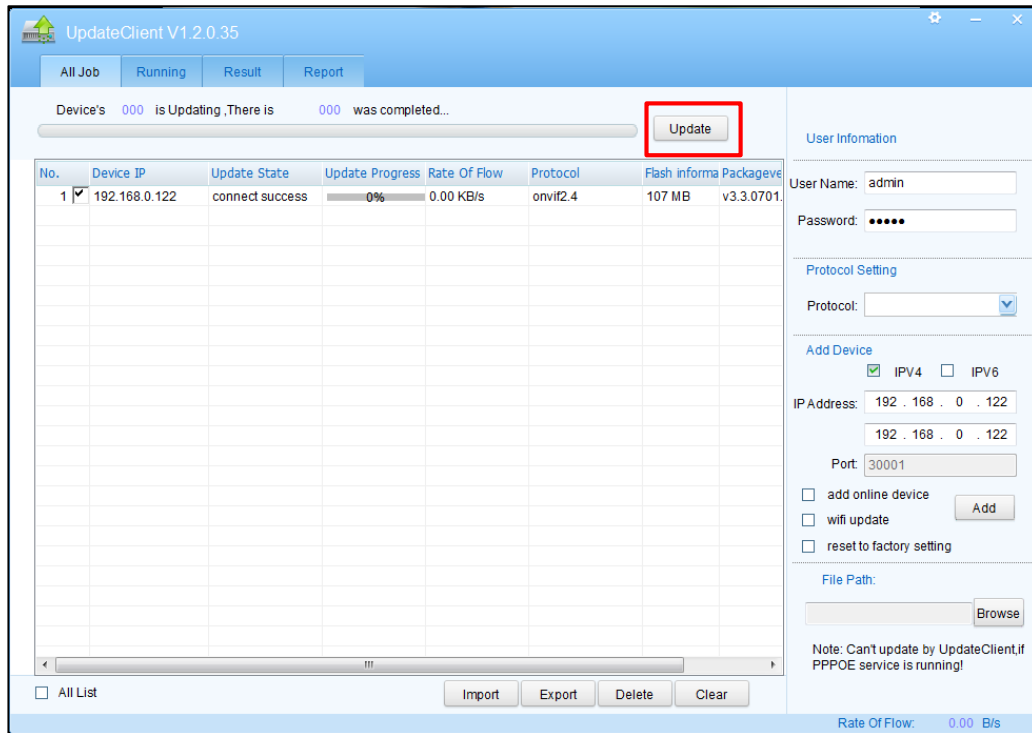 UpdateClient V1.2.0.35
All Job Running Result Report
Device's 000 is Updating ,There is 000 was completed...
Update
No. Device IP Update State Update Progress Rate Of Flow Protocol Flash informa Packageve
1 192.168.0.122 connect success 0% 0.00 KB/s onvif2.4 107 MB v3.3.0701.
All List
Import Export Delete Clear
User Infomation
User Name: admin
Password: ●●●●●
Protocol Setting
Protocol:
Add Device
IPV4 IPV6
IP Address: 192 . 168 . 0 . 122
192 . 168 . 0 . 122
Port: 30001
add online device
Add
wifi update
reset to factory setting
File Path:
Browse
Note: Can't update by UpdateClient,if
PPPOE service is running!
Rate Of Flow: 0.00 B/s